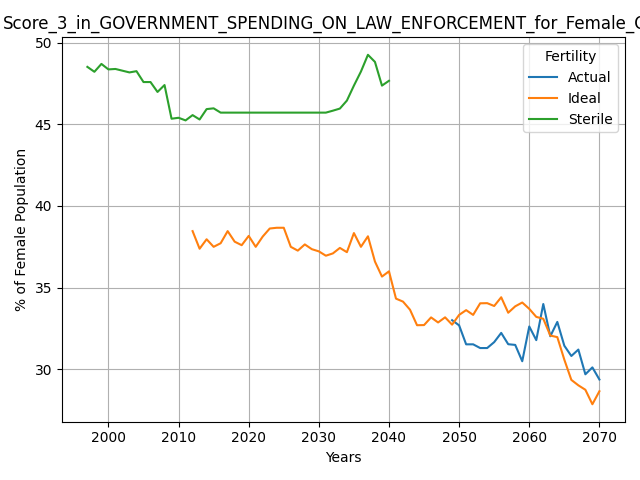 Score_3_in_GOVERNMENT_SPENDING_ON_LAW_ENFORCEMENT_for_Female_
Fertility
Actual
Ideal
Sterile
% of Female Population
50
45
40
35
30
2000 2010 2020 2030 2040 2050 2060 2070
Years